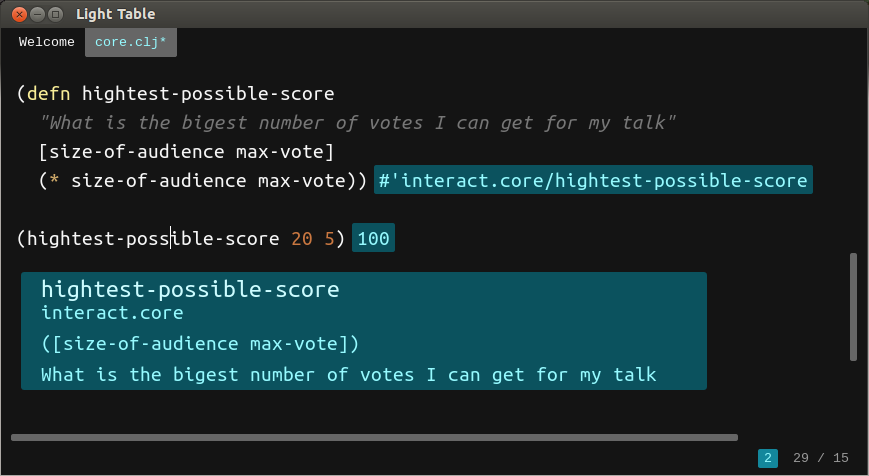 Light Table
Welcome core.clj*
(defn hightest-possible-score
"What is the bigest number of votes I can get for my talk"
[size-of-audience max-vote]
(* size-of-audience max-vote)) #'interact.core/hightest-possible-score
(hightest-possible-score 20 5) 100
hightest-possible-score
interact.core
([size-of-audience max-vote])
What is the bigest number of votes I can get for my talk
2 29 / 15